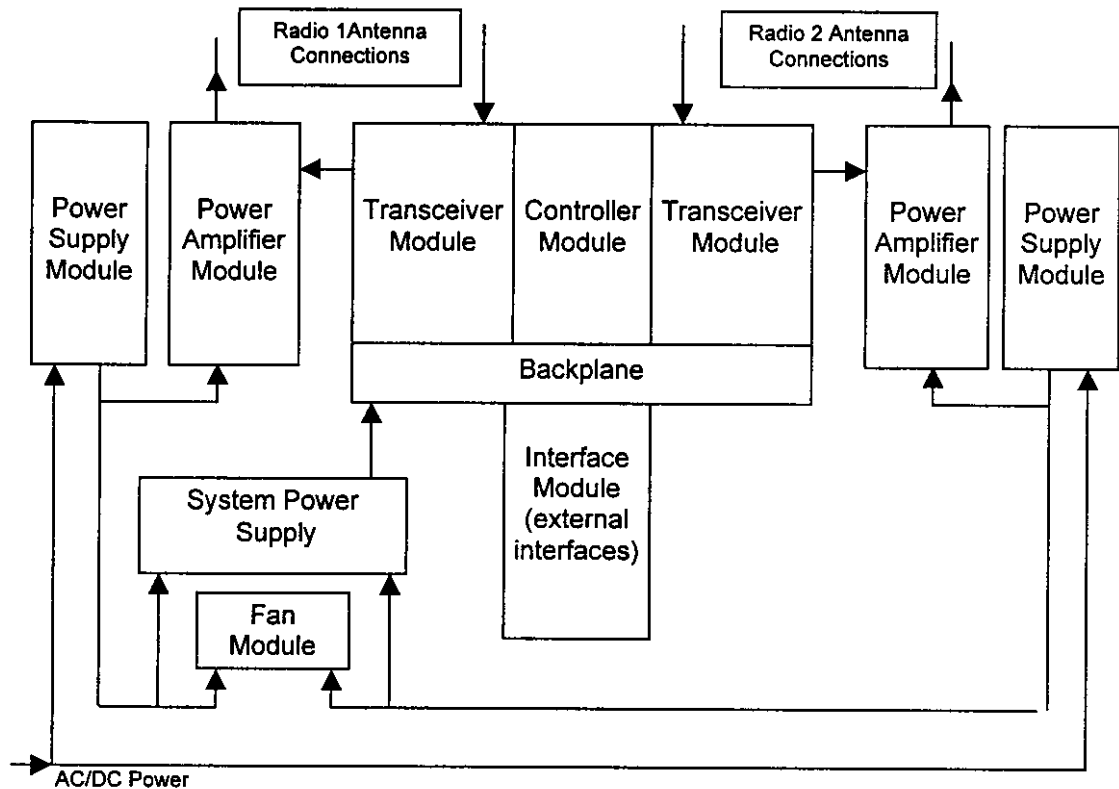 Radio 1Antenna
Connections
Radio 2 Antenna
Connections
Power
Supply
Module
Power
Amplifier
Module
Transceiver
Module
Controller
Module
Transceiver
Module
Power
Amplifier
Module
Power
Supply
Module
Backplane
Interface
Module
(external
interfaces)
System Power
Supply
Fan
Module
AC/DC Power